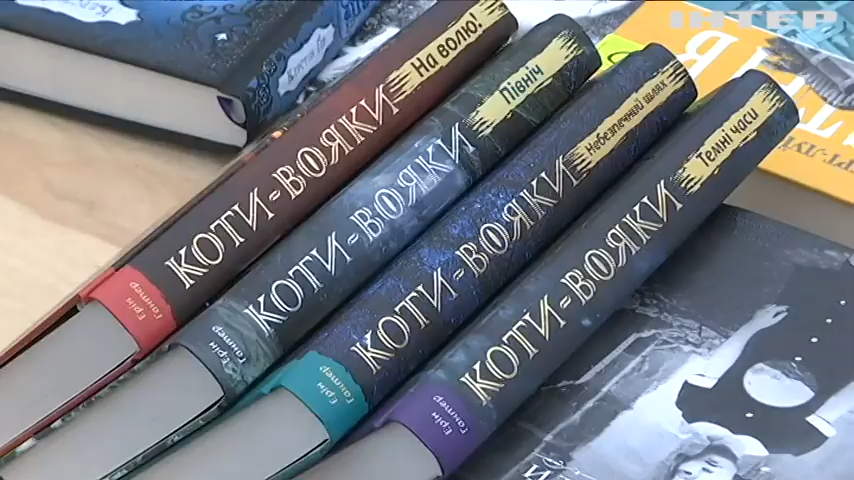 ІНТЕР
На волю!
КОТИ-ВОЯКИ
Ерін Гантер
Північ
КОТИ-ВОЯКИ
Ерін Гантер
Небезпечний шлях
КОТИ-ВОЯКИ
Ерін Гантер
Темні часи
КОТИ-ВОЯКИ
Ерін Гантер